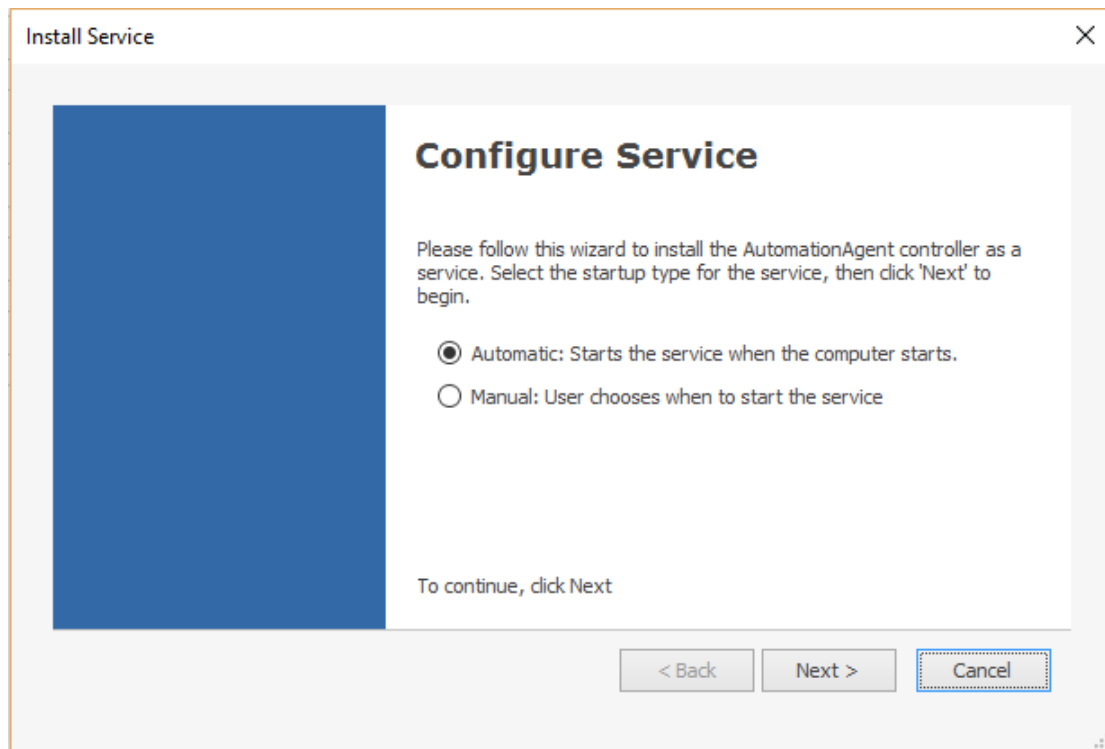 Install Service
Configure Service
Please follow this wizard to install the AutomationAgent controller as a
service. Select the startup type for the service, then click 'Next' to
begin.
Automatic: Starts the service when the computer starts.
Manual: User chooses when to start the service
To continue, click Next
< Back
Next >
Cancel